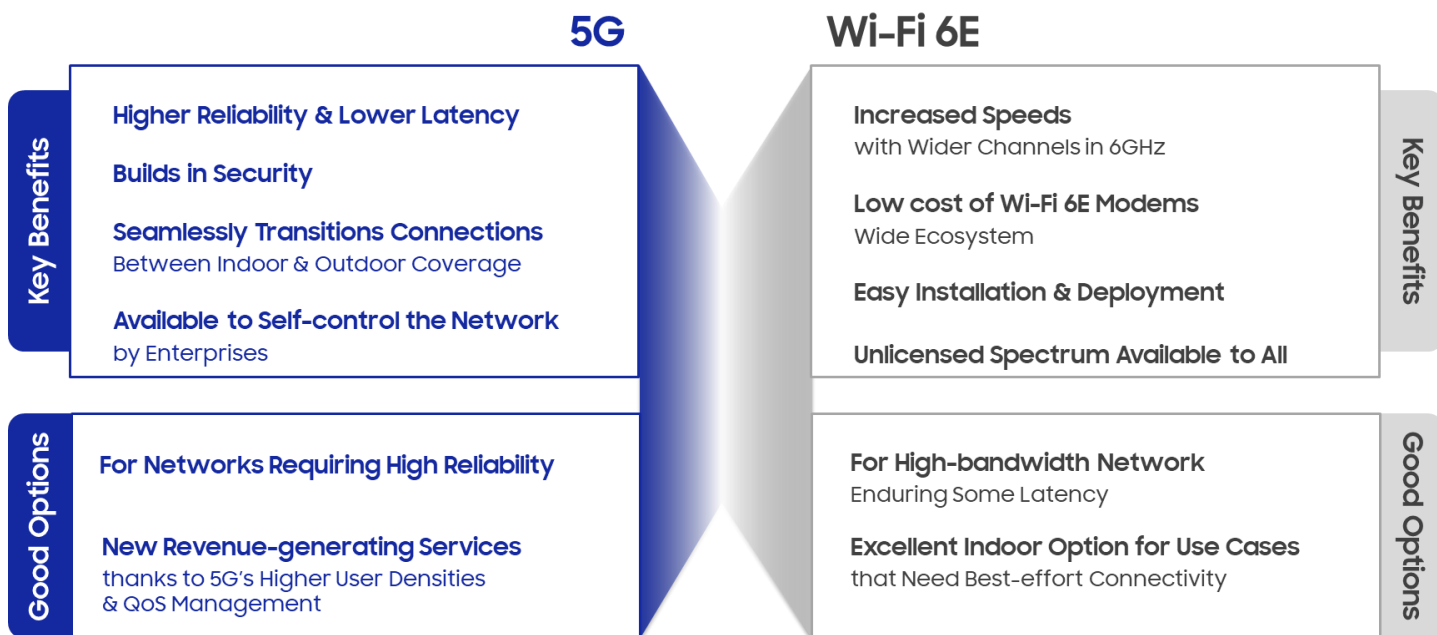 5G
Key Benefits
Higher Reliability & Lower Latency
Builds in Security
Seamlessly Transitions Connections
Between Indoor & Outdoor Coverage
Available to Self-control the Network
by Enterprises
Good Options
For Networks Requiring High Reliability
New Revenue-generating Services
thanks to 5G's Higher User Densities
& QoS Management
Wi-Fi 6E
Key Benefits
Increased Speeds
with Wider Channels in 6GHz
Low cost of Wi-Fi 6E Modems
Wide Ecosystem
Easy Installation & Deployment
Unlicensed Spectrum Available to All
Good Options
For High-bandwidth Network
Enduring Some Latency
Excellent Indoor Option for Use Cases
that Need Best-effort Connectivity